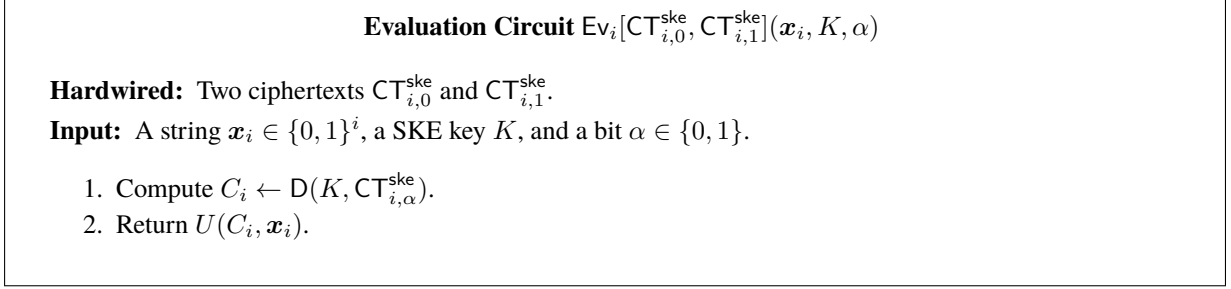 Evaluation Circuit Ev_i[CT^ske_{i,0}, CT^ske_{i,1}](x_i, K, α)
Hardwired: Two ciphertexts CT^ske_{i,0} and CT^ske_{i,1}.
Input: A string x_i ∈ {0, 1}^i, a SKE key K, and a bit α ∈ {0, 1}.
1. Compute C_i ← D(K, CT^ske_{i,α}).
2. Return U(C_i, x_i).